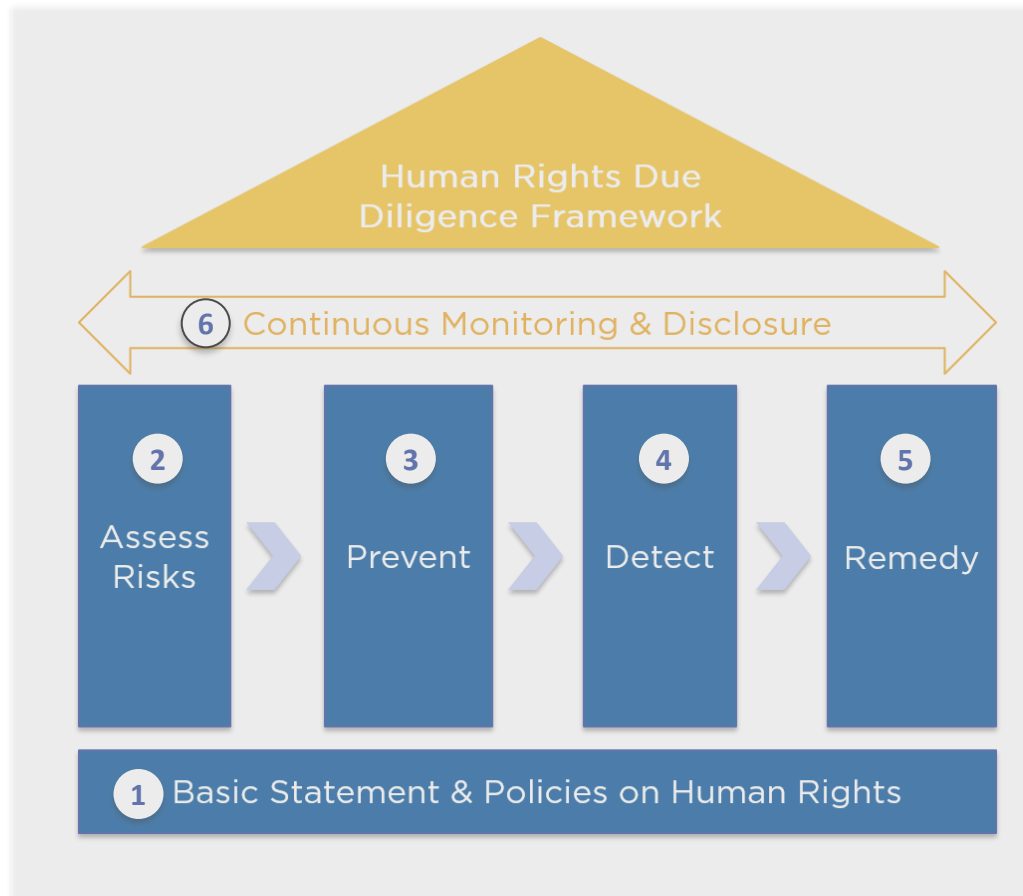 Human Rights Due
Diligence Framework
6 Continuous Monitoring & Disclosure
2
Assess
Risks
3
Prevent
4
Detect
5
Remedy
1 Basic Statement & Policies on Human Rights